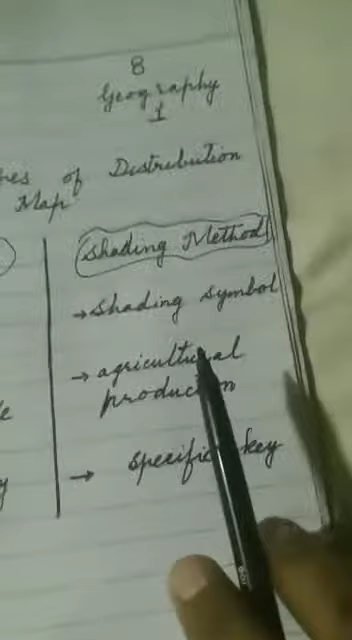 8
Geography
1
of Distribution
Map
Shading Method
→ shading symbol
→ agricultural
production
→ specific key